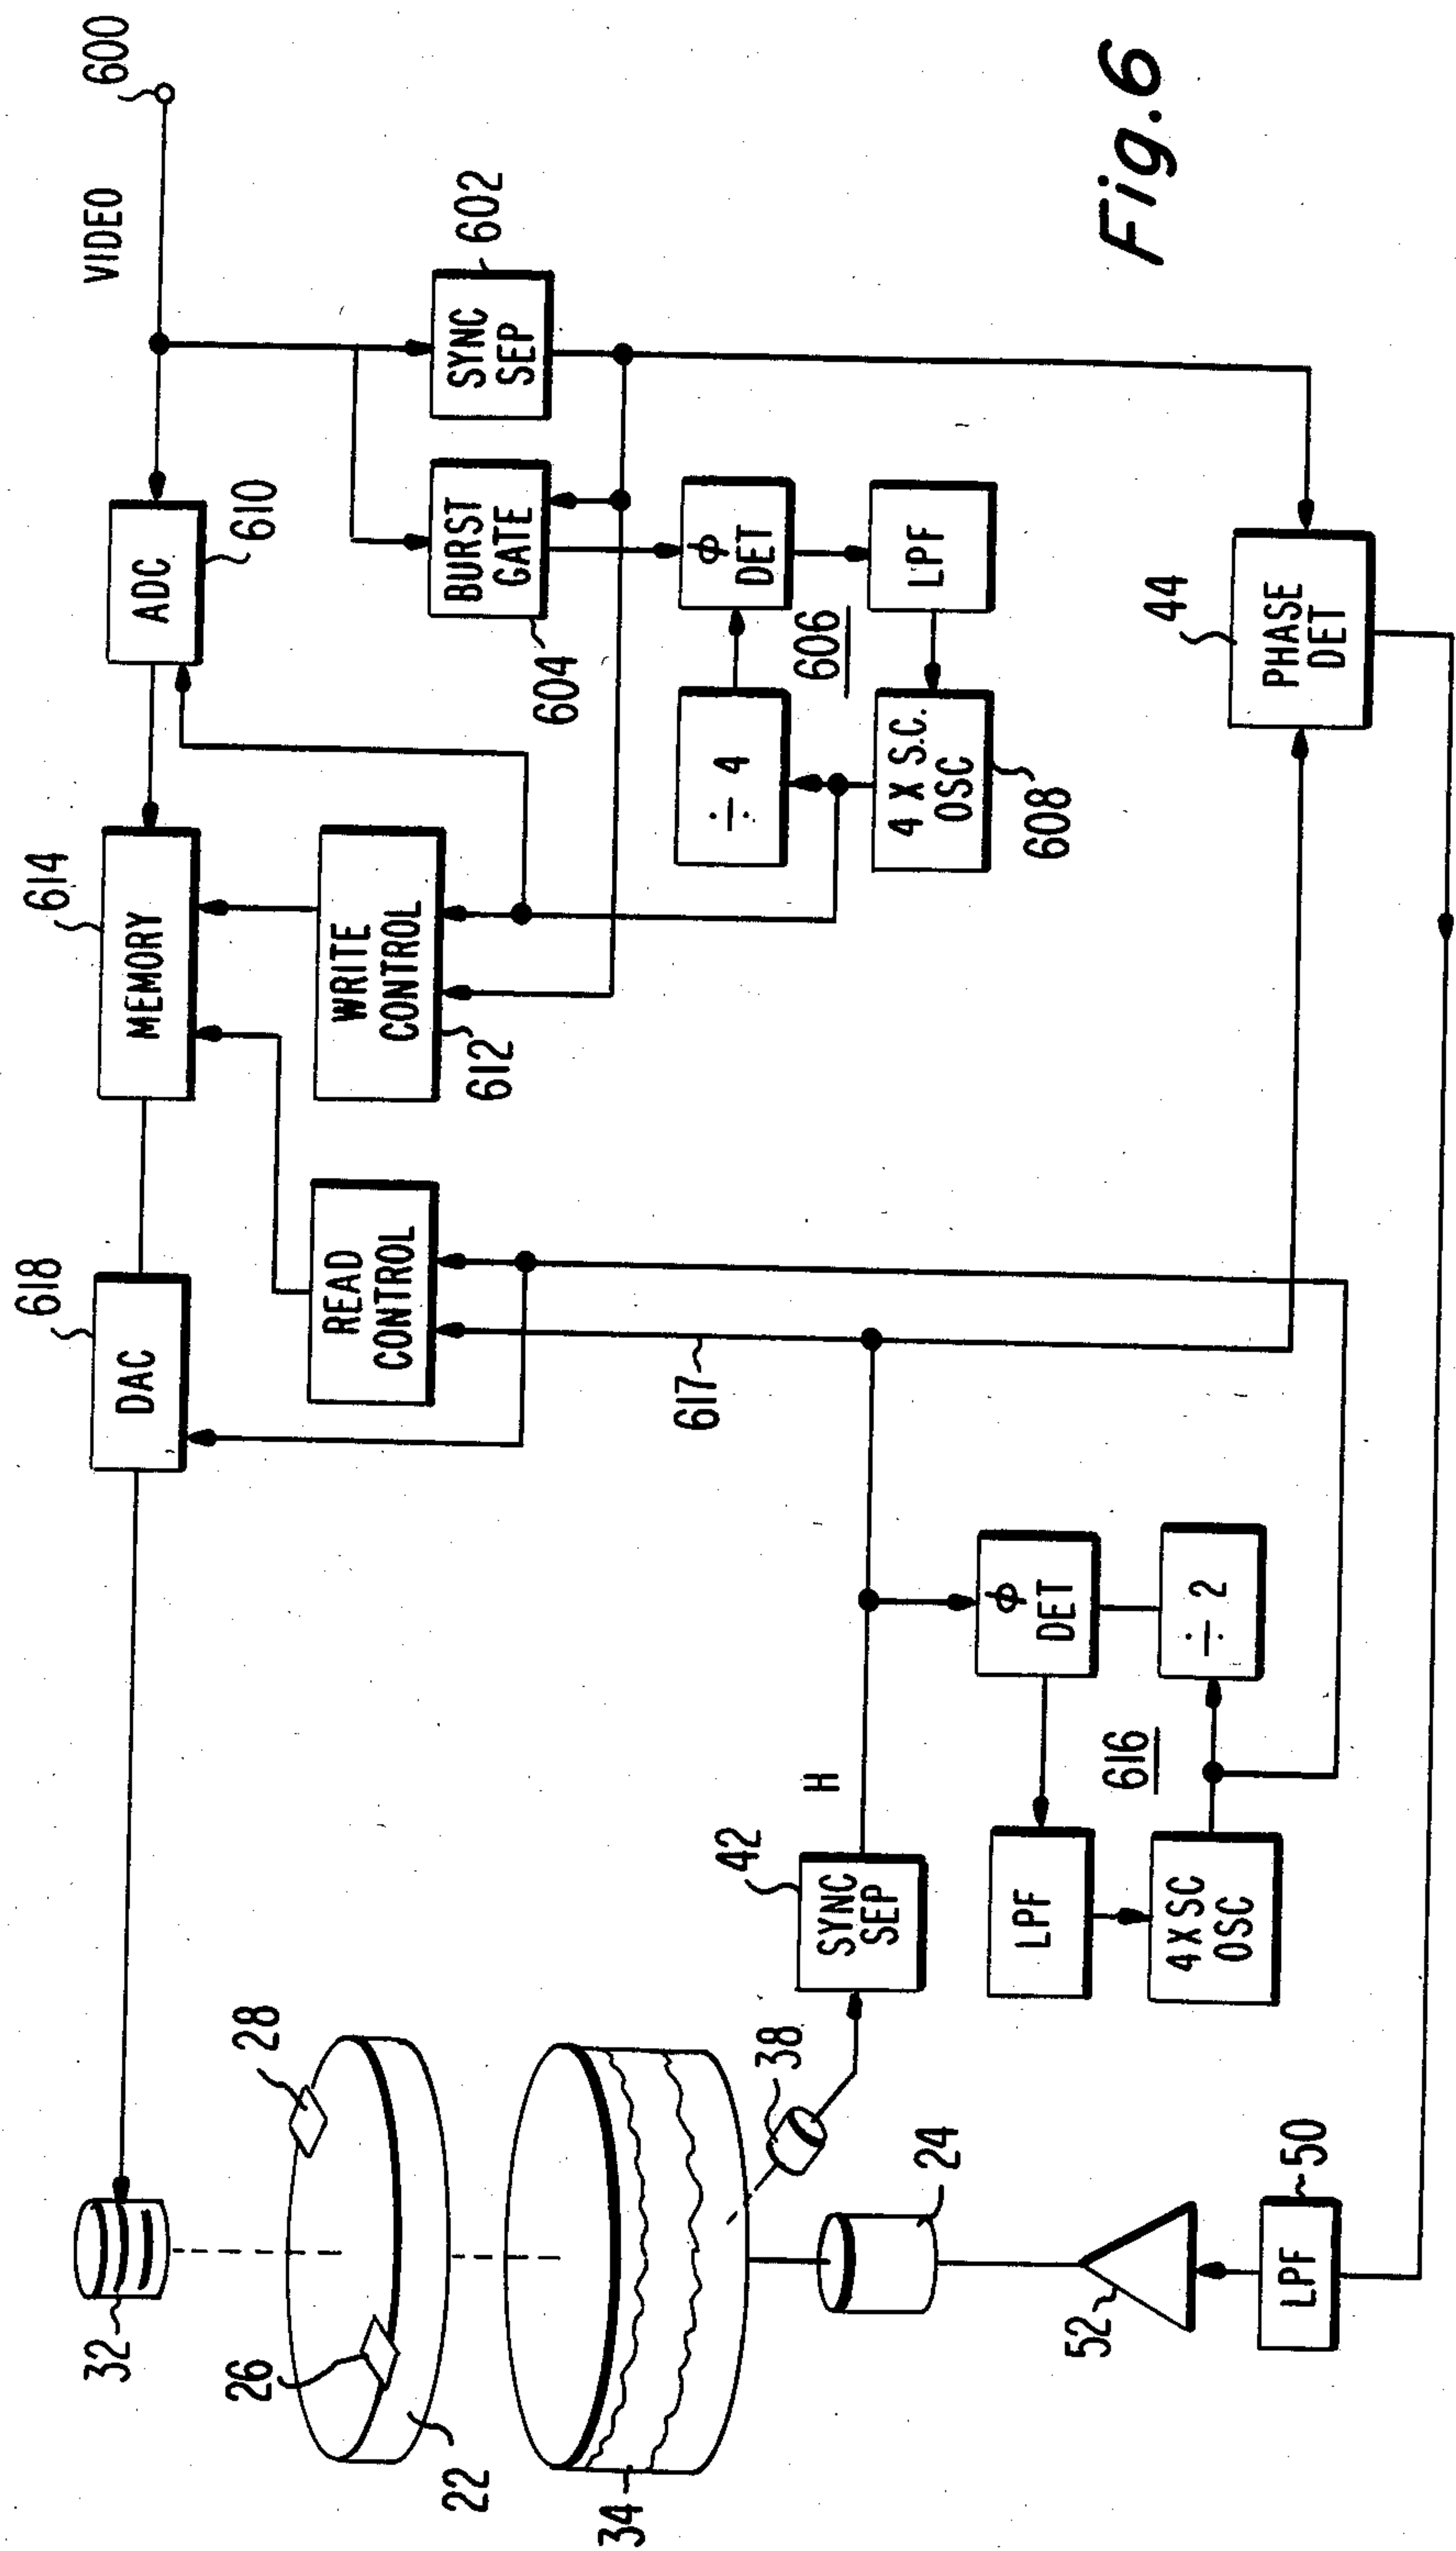 600
VIDEO
SYNC
SEP
602
ADC
610
BURST
GATE
604
ϕ
DET
LPF
606
÷ 4
4 X S.C.
OSC
608
44
PHASE
DET
614
MEMORY
WRITE
CONTROL
612
618
DAC
READ
CONTROL
617
ϕ
DET
÷ 2
616
LPF
4 X SC
OSC
H
42
SYNC
SEP
38
28
26
22
32
34
24
52
50
LPF
Fig.6